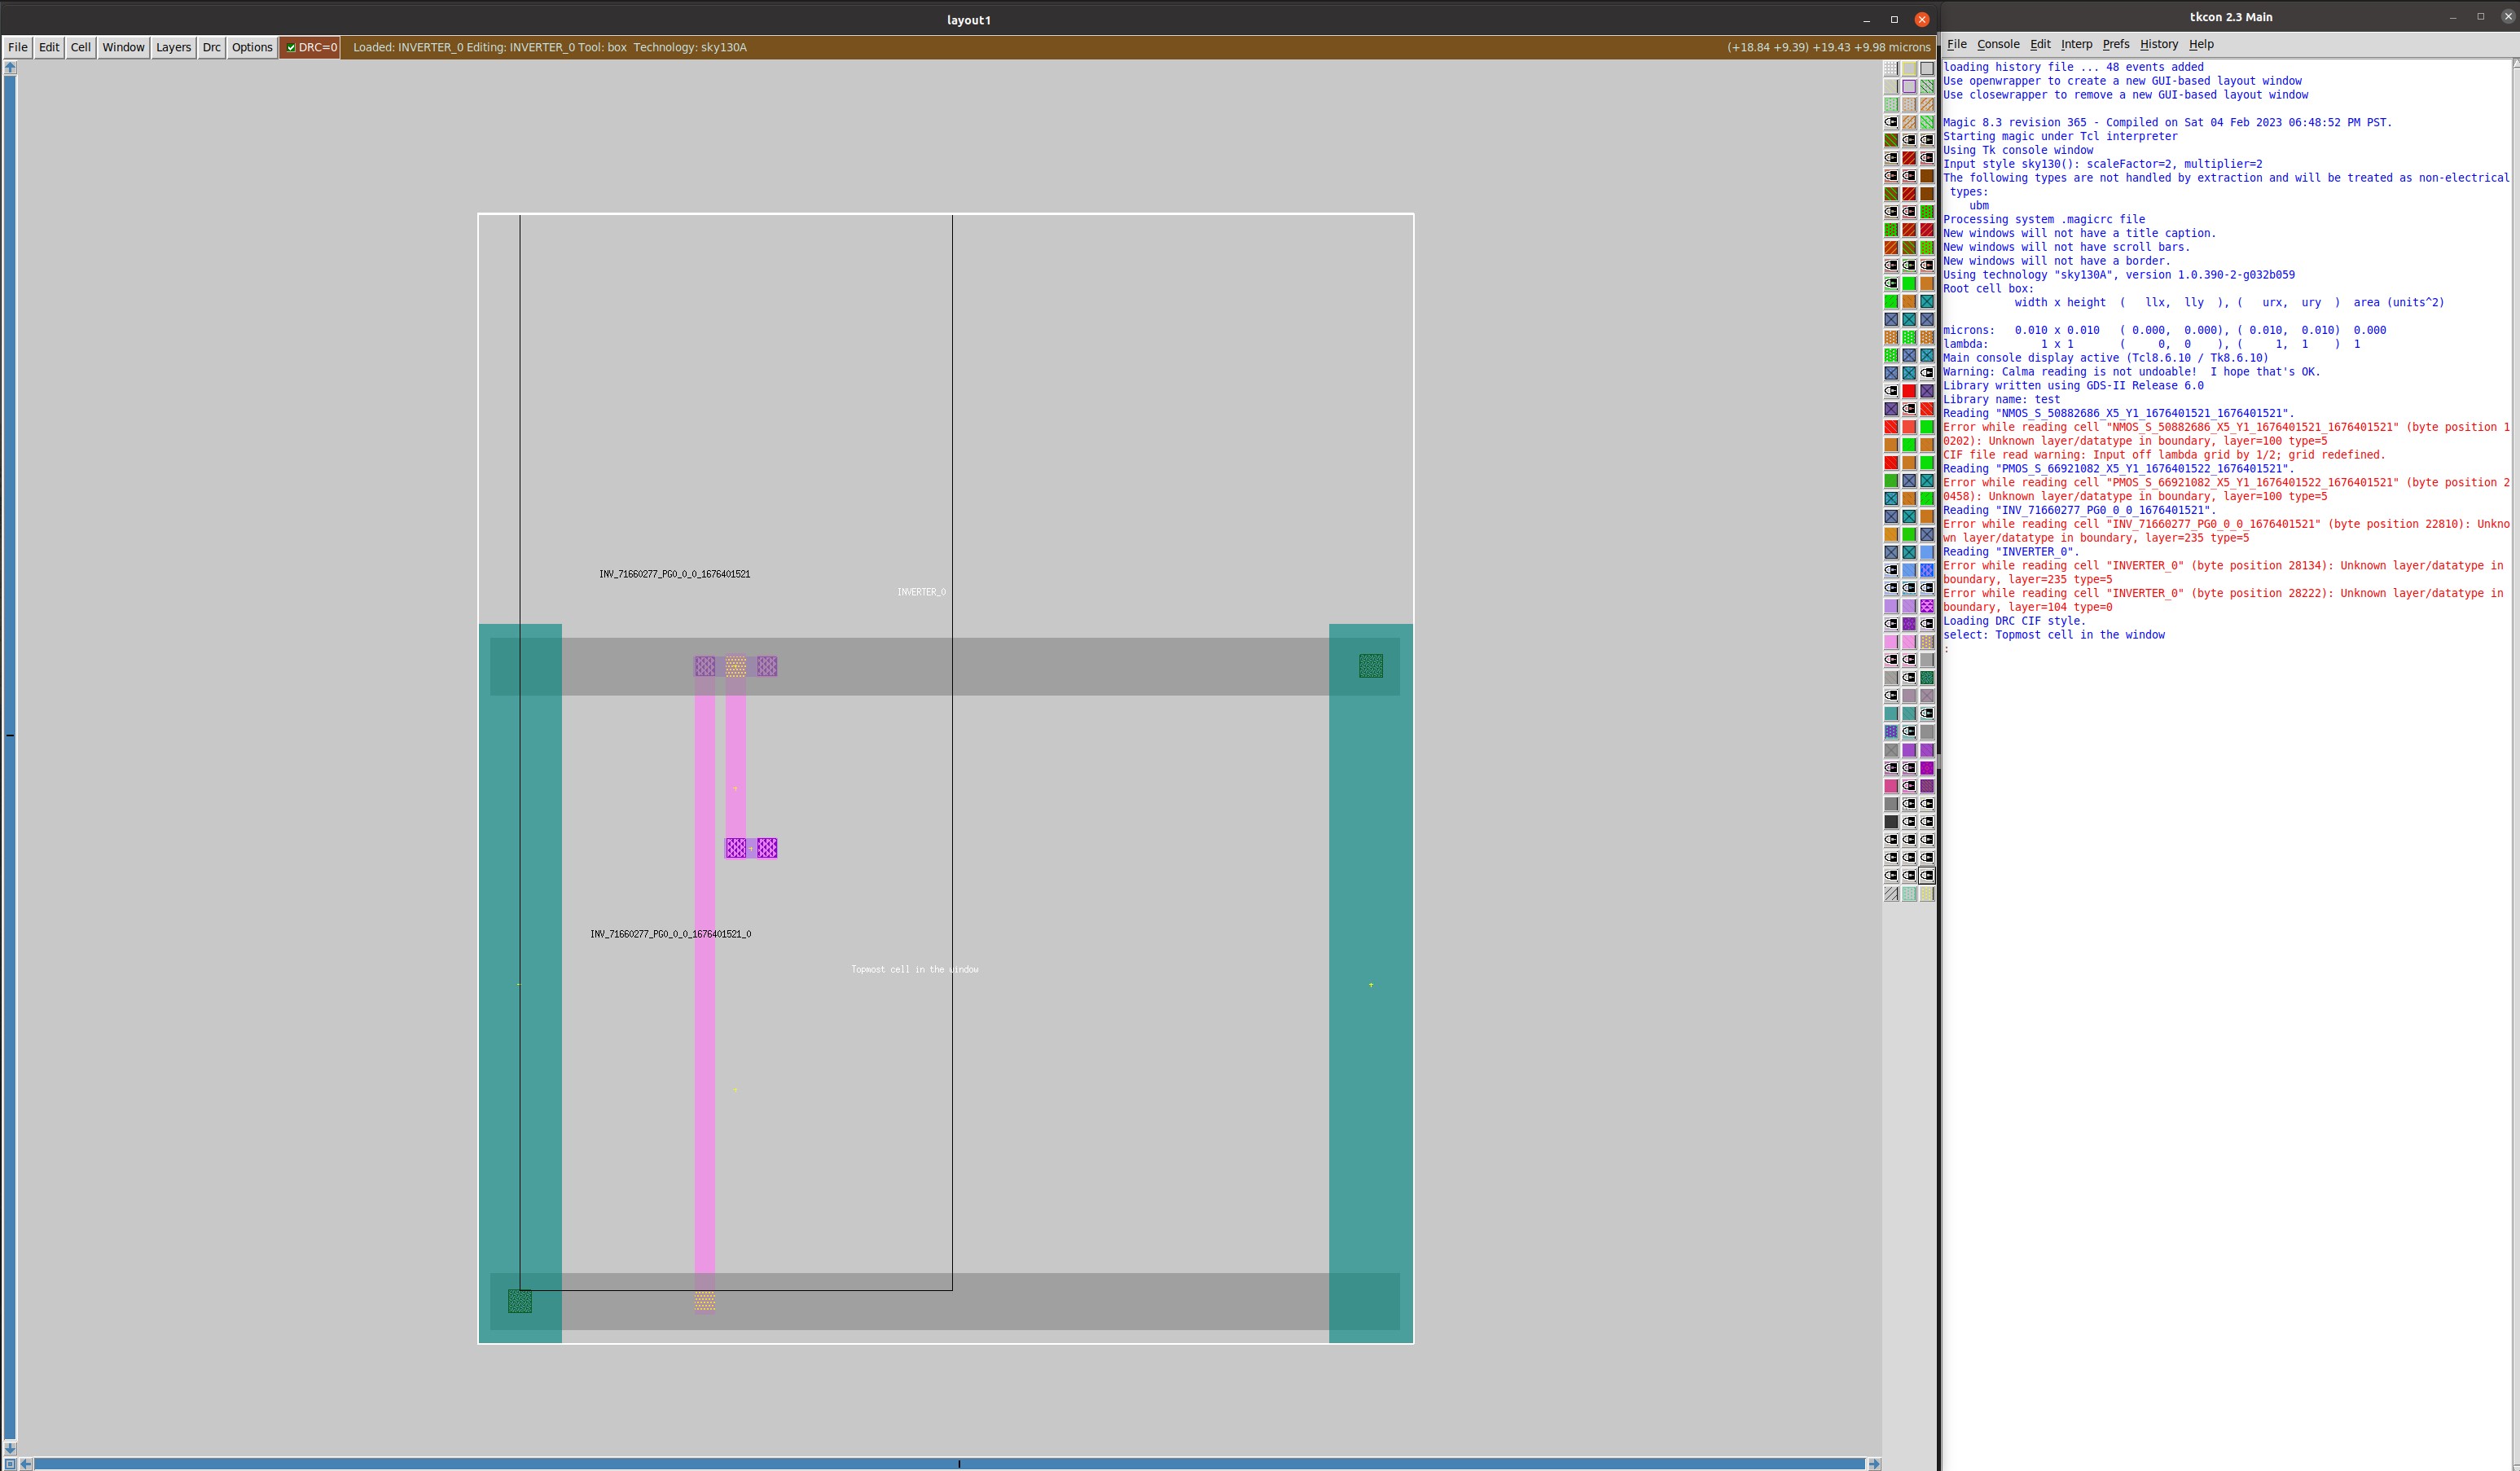 layout1
File Edit Cell Window Layers Drc Options DRC=0 Loaded: INVERTER_0 Editing: INVERTER_0 Tool: box Technology: sky130A (+18.84 +9.39) +19.43 +9.98 microns
INV_71660277_PG0_0_0_1676401521
INVERTER_0
INV_71660277_PG0_0_0_1676401521_0
Topmost cell in the window
tkcon 2.3 Main
File Console Edit Interp Prefs History Help
loading history file ... 48 events added
Use openwrapper to create a new GUI-based layout window
Use closewrapper to remove a new GUI-based layout window
Magic 8.3 revision 365 - Compiled on Sat 04 Feb 2023 06:48:52 PM PST.
Starting magic under Tcl interpreter
Using Tk console window
Input style sky130(): scaleFactor=2, multiplier=2
The following types are not handled by extraction and will be treated as non-electrical
types:
ubm
Processing system .magicrc file
New windows will not have a title caption.
New windows will not have scroll bars.
New windows will not have a border.
Using technology "sky130A", version 1.0.390-2-g032b059
Root cell box:
width x height ( llx, lly ), ( urx, ury ) area (units^2)
microns: 0.010 x 0.010 ( 0.000, 0.000), ( 0.010, 0.010) 0.000
lambda: 1 x 1 ( 0, 0 ), ( 1, 1 ) 1
Main console display active (Tcl8.6.10 / Tk8.6.10)
Warning: Calma reading is not undoable! I hope that's OK.
Library written using GDS-II Release 6.0
Library name: test
Reading "NMOS_S_50882686_X5_Y1_1676401521_1676401521".
Error while reading cell "NMOS_S_50882686_X5_Y1_1676401521_1676401521" (byte position 1
0202): Unknown layer/datatype in boundary, layer=100 type=5
CIF file read warning: Input off lambda grid by 1/2; grid redefined.
Reading "PMOS_S_66921082_X5_Y1_1676401522_1676401521".
Error while reading cell "PMOS_S_66921082_X5_Y1_1676401522_1676401521" (byte position 2
0458): Unknown layer/datatype in boundary, layer=100 type=5
Reading "INV_71660277_PG0_0_0_1676401521".
Error while reading cell "INV_71660277_PG0_0_0_1676401521" (byte position 22810): Unkno
wn layer/datatype in boundary, layer=235 type=5
Reading "INVERTER_0".
Error while reading cell "INVERTER_0" (byte position 28134): Unknown layer/datatype in
boundary, layer=235 type=5
Error while reading cell "INVERTER_0" (byte position 28222): Unknown layer/datatype in
boundary, layer=104 type=0
Loading DRC CIF style.
select: Topmost cell in the window
: